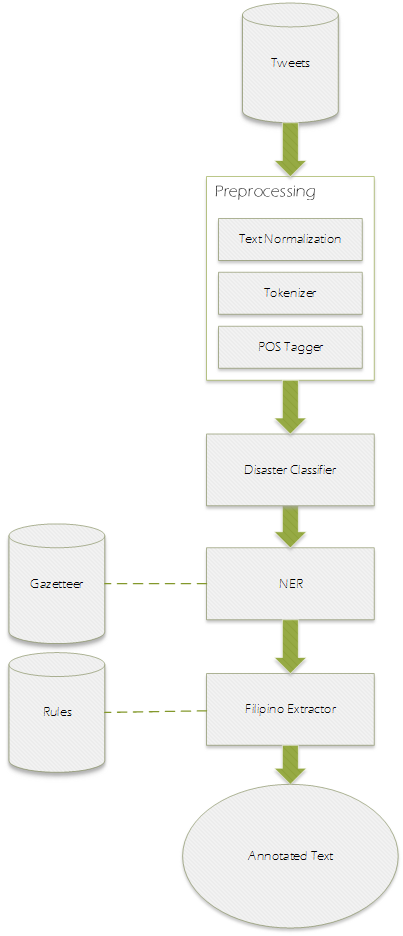 Tweets
Preprocessing
Text Normalization
Tokenizer
POS Tagger
Disaster Classifier
Gazetteer
NER
Rules
Filipino Extractor
Annotated Text